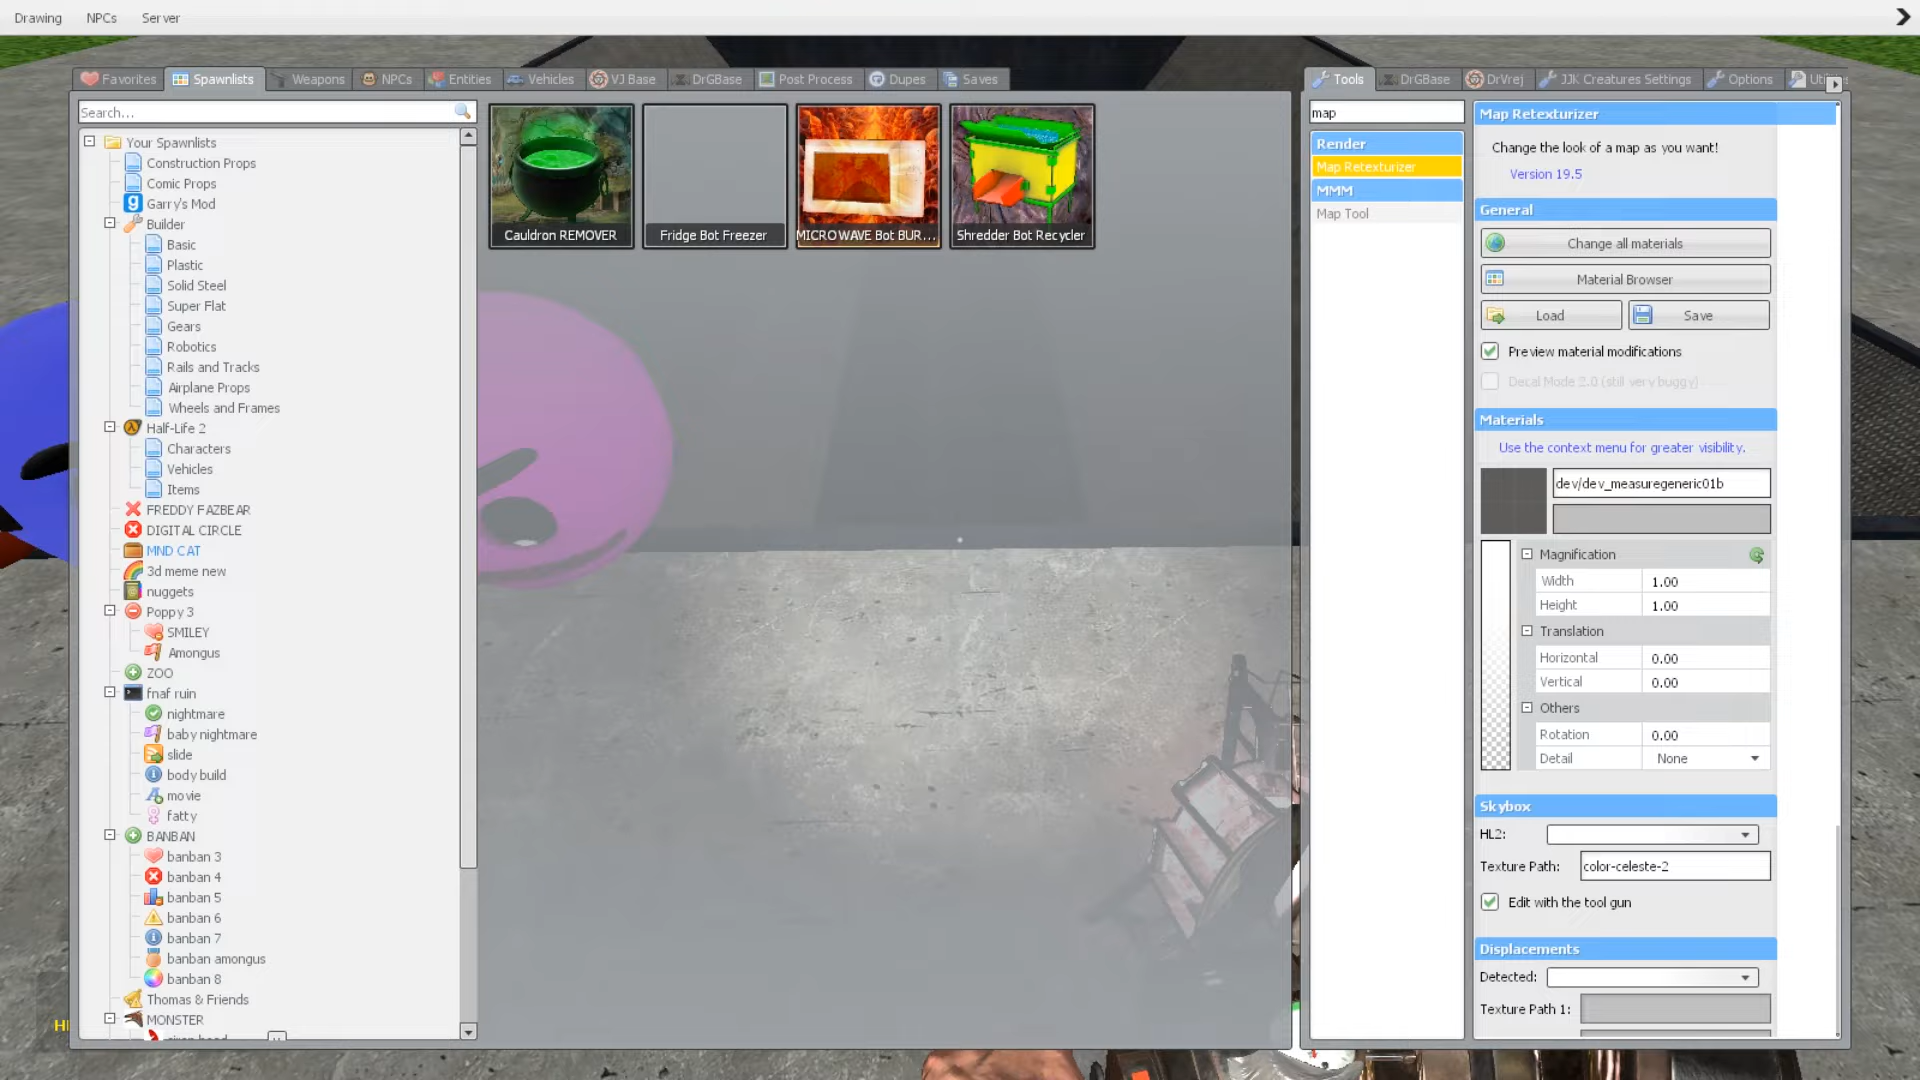 Drawing NPCs Server
Favorites Spawnlists Weapons NPCs Entities Vehicles VJ Base DrGBase Post Process Dupes Saves
Search...
Your Spawnlists
Construction Props
Comic Props
Garry's Mod
Builder
Basic
Plastic
Solid Steel
Super Flat
Gears
Robotics
Rails and Tracks
Airplane Props
Wheels and Frames
Half-Life 2
Characters
Vehicles
Items
FREDDY FAZBEAR
DIGITAL CIRCLE
MND CAT
3d meme new
nuggets
Poppy 3
SMILEY
Amongus
ZOO
fnaf ruin
nightmare
baby nightmare
slide
body build
movie
fatty
BANBAN
banban 3
banban 4
banban 5
banban 6
banban 7
banban amongus
banban 8
Thomas & Friends
MONSTER
Cauldron REMOVER
Fridge Bot Freezer
MICROWAVE Bot BUR...
Shredder Bot Recycler
Tools DrGBase DrVrej JJK Creatures Settings Options Uti
map
Render
Map Retexturizer
MMM
Map Tool
Map Retexturizer
Change the look of a map as you want!
Version 19.5
General
Change all materials
Material Browser
Load Save
Preview material modifications
Decal Mode 2.0 (still very buggy)
Materials
Use the context menu for greater visibility.
dev/dev_measuregeneric01b
Magnification
Width 1.00
Height 1.00
Translation
Horizontal 0.00
Vertical 0.00
Others
Rotation 0.00
Detail None
Skybox
HL2:
Texture Path: color-celeste-2
Edit with the tool gun
Displacements
Detected:
Texture Path 1: